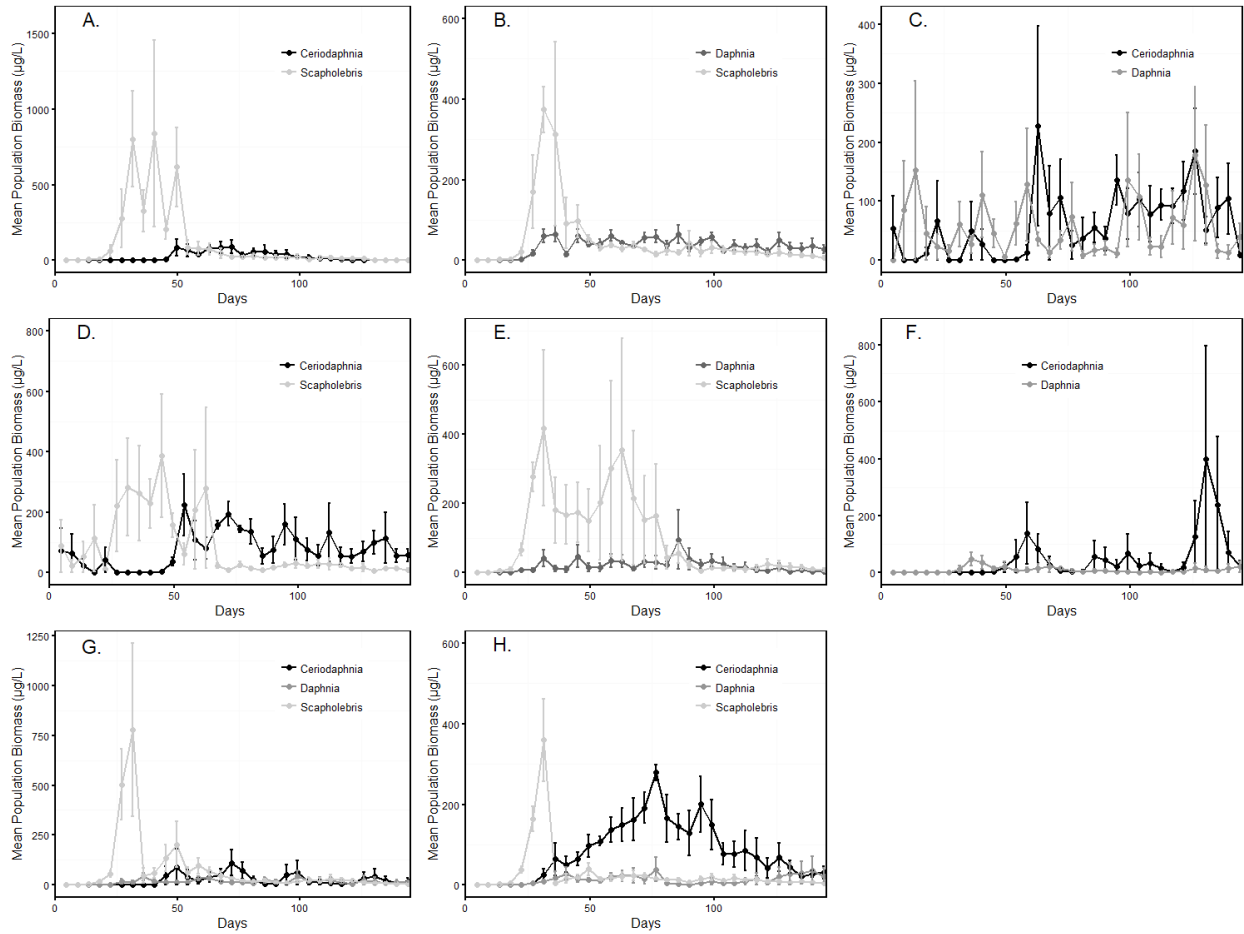 A.
Mean Population Biomass (µg/L)
1500
1000
500
0
Ceriodaphnia
Scapholebris
0 50 100
Days
B.
Mean Population Biomass (µg/L)
600
400
200
0
Daphnia
Scapholebris
0 50 100
Days
C.
Mean Population Biomass (µg/L)
400
300
200
100
0
Ceriodaphnia
Daphnia
0 50 100
Days
D.
Mean Population Biomass (µg/L)
800
600
400
200
0
Ceriodaphnia
Scapholebris
0 50 100
Days
E.
Mean Population Biomass (µg/L)
600
400
200
0
Daphnia
Scapholebris
0 50 100
Days
F.
Mean Population Biomass (µg/L)
800
600
400
200
0
Ceriodaphnia
Daphnia
0 50 100
Days
G.
Mean Population Biomass (µg/L)
1250
1000
750
500
250
0
Ceriodaphnia
Daphnia
Scapholebris
0 50 100
Days
H.
Mean Population Biomass (µg/L)
600
400
200
0
Ceriodaphnia
Daphnia
Scapholebris
0 50 100
Days